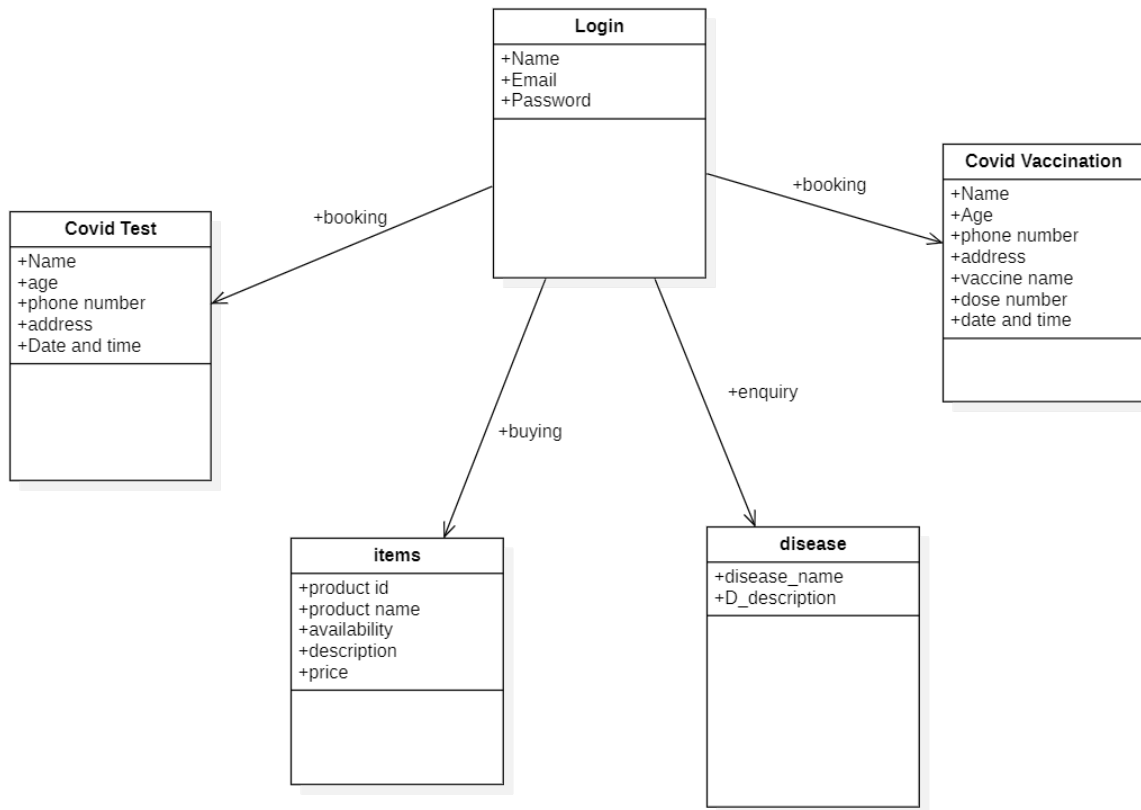 Login
+Name
+Email
+Password
Covid Vaccination
+Name
+Age
+phone number
+address
+vaccine name
+dose number
+date and time
+booking
+booking
Covid Test
+Name
+age
+phone number
+address
+Date and time
+enquiry
+buying
items
+product id
+product name
+availability
+description
+price
disease
+disease_name
+D_description